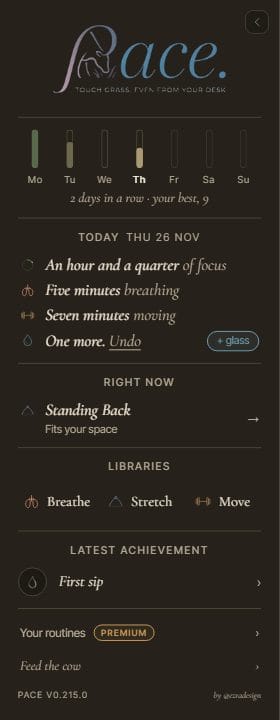 Pace.
TOUCH GRASS, EVEN FROM YOUR DESK
Mo Tu We Th Fr Sa Su
2 days in a row · your best, 9
TODAY THU 26 NOV
An hour and a quarter of focus
Five minutes breathing
Seven minutes moving
One more. Undo + glass
RIGHT NOW
Standing Back →
Fits your space
LIBRARIES
Breathe Stretch Move
LATEST ACHIEVEMENT
First sip ›
Your routines PREMIUM ›
Feed the cow ›
PACE V0.215.0 by @ezradesign